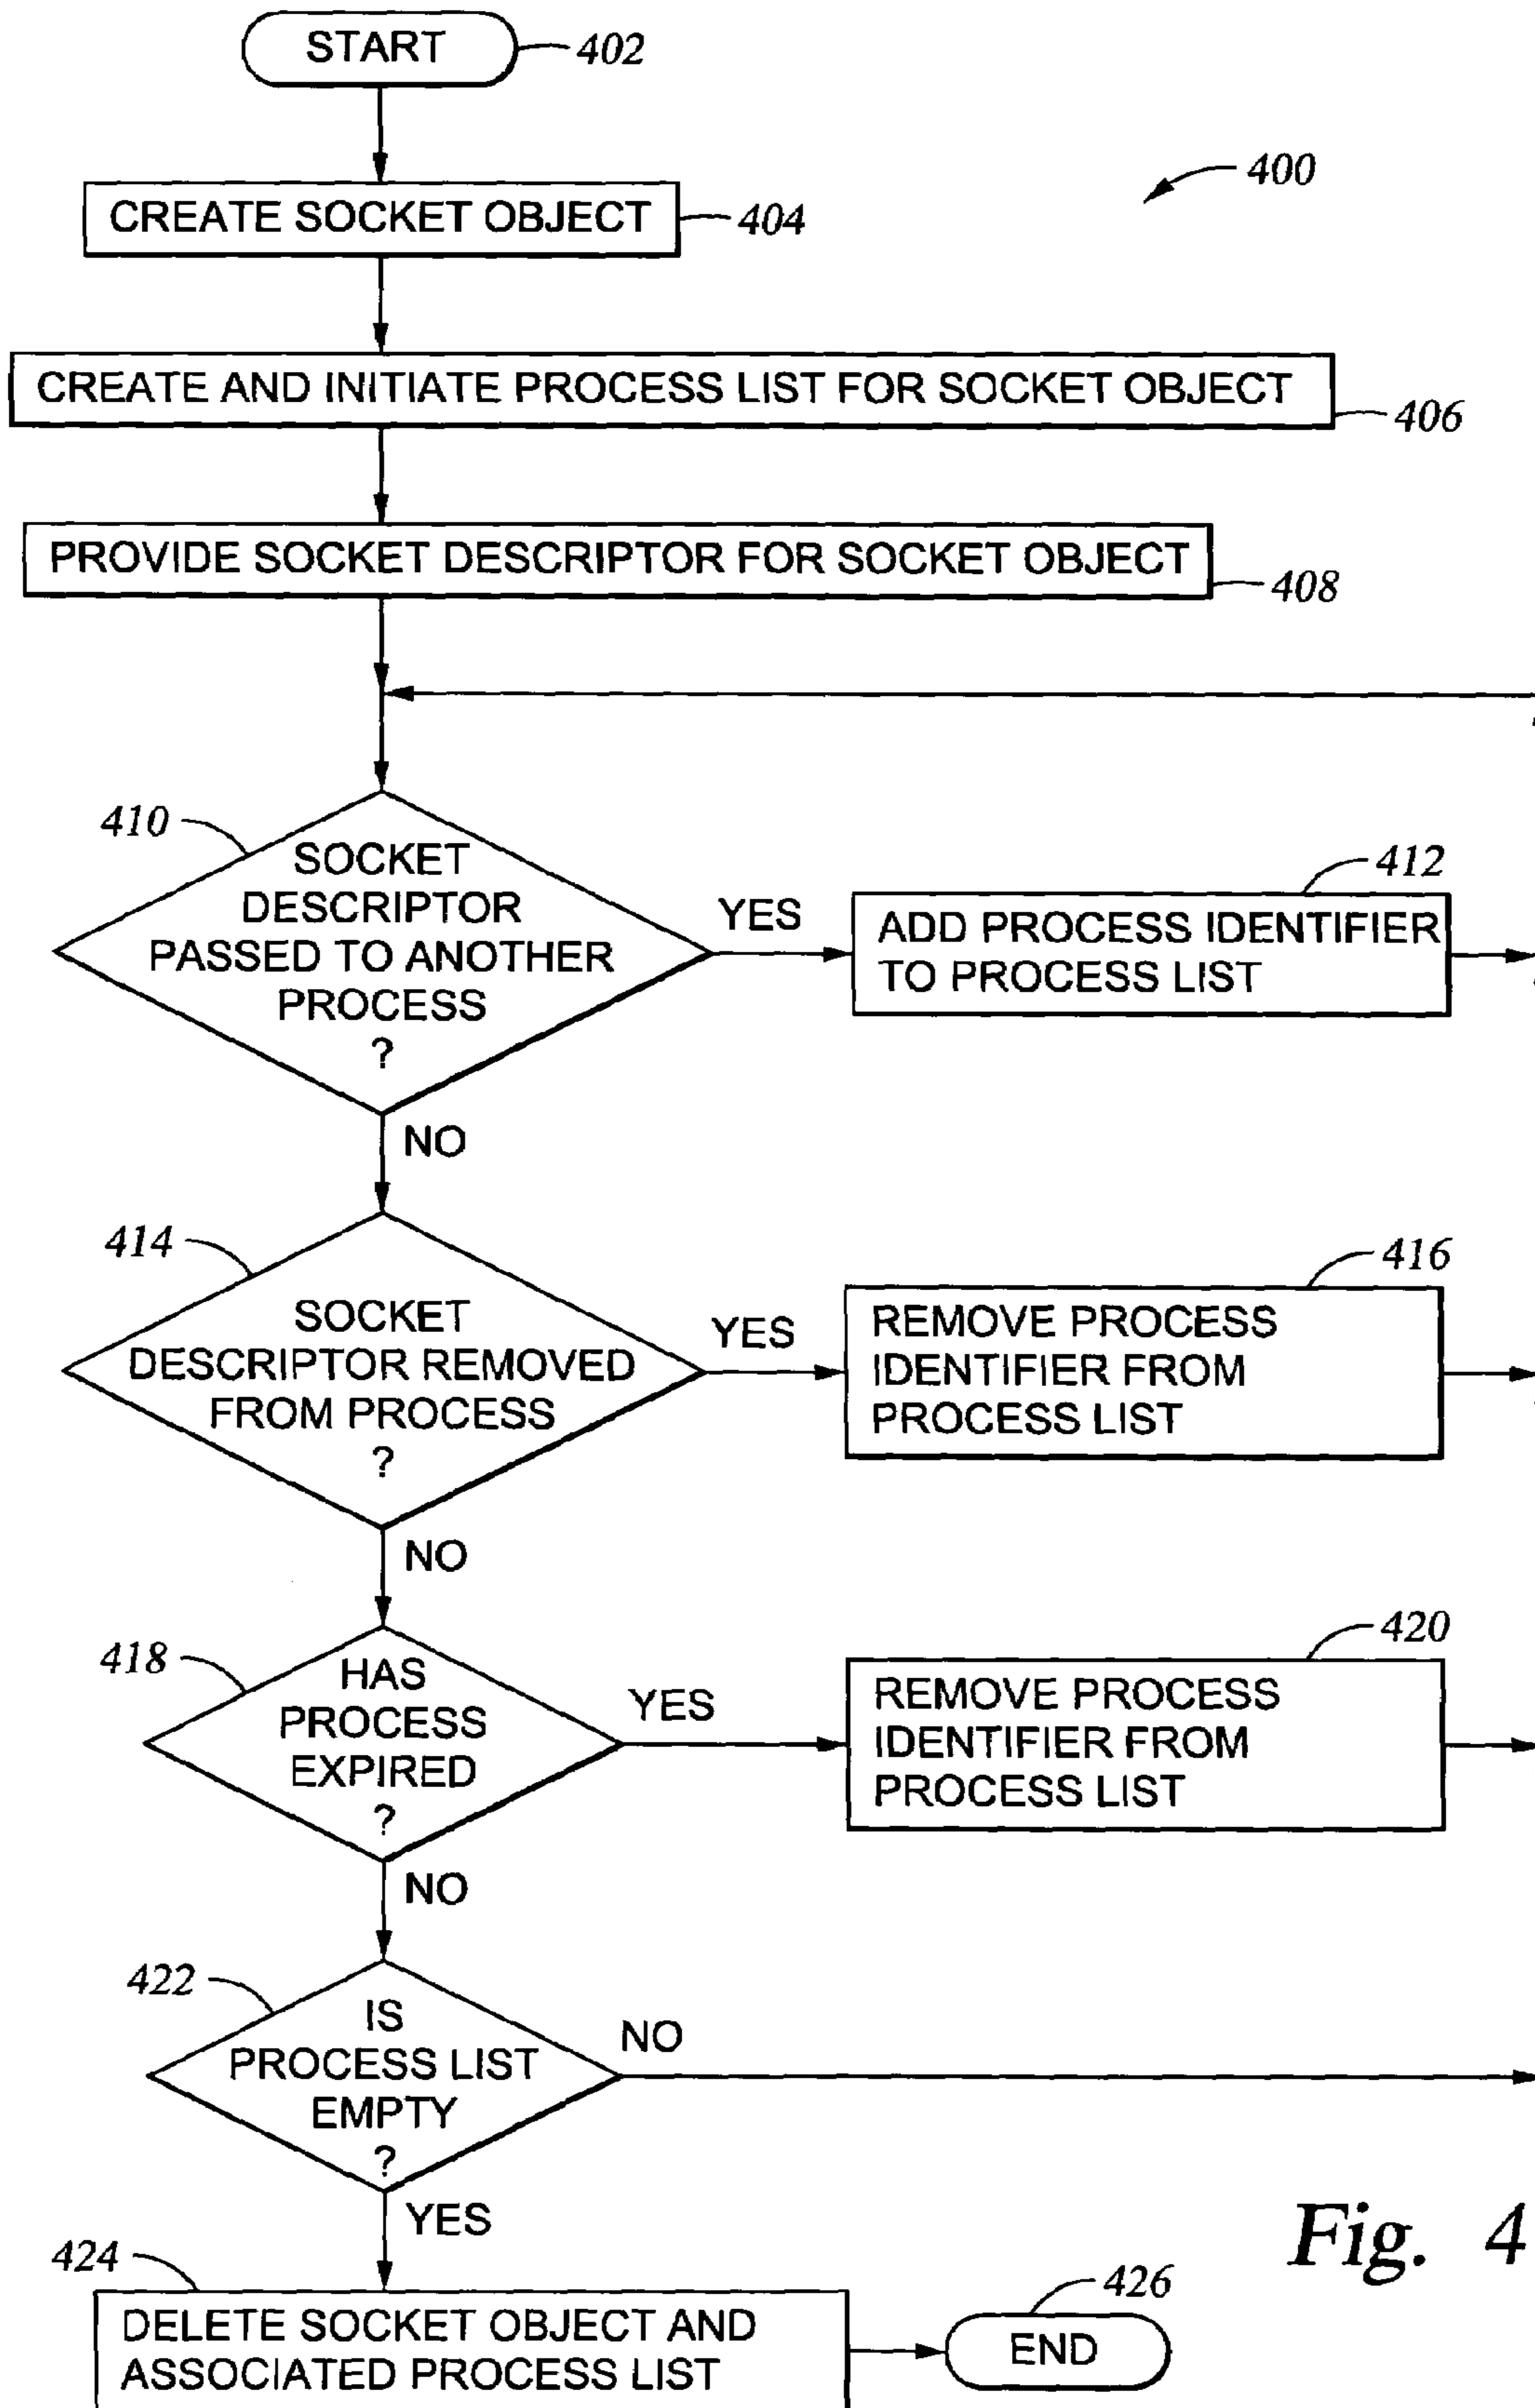 START
402
400
CREATE SOCKET OBJECT
404
CREATE AND INITIATE PROCESS LIST FOR SOCKET OBJECT
406
PROVIDE SOCKET DESCRIPTOR FOR SOCKET OBJECT
408
410
SOCKET
DESCRIPTOR
PASSED TO ANOTHER
PROCESS
?
YES
412
ADD PROCESS IDENTIFIER
TO PROCESS LIST
NO
414
SOCKET
DESCRIPTOR REMOVED
FROM PROCESS
?
YES
416
REMOVE PROCESS
IDENTIFIER FROM
PROCESS LIST
NO
418
HAS
PROCESS
EXPIRED
?
YES
420
REMOVE PROCESS
IDENTIFIER FROM
PROCESS LIST
NO
422
IS
PROCESS LIST
EMPTY
?
NO
YES
424
DELETE SOCKET OBJECT AND
ASSOCIATED PROCESS LIST
426
END
Fig. 4